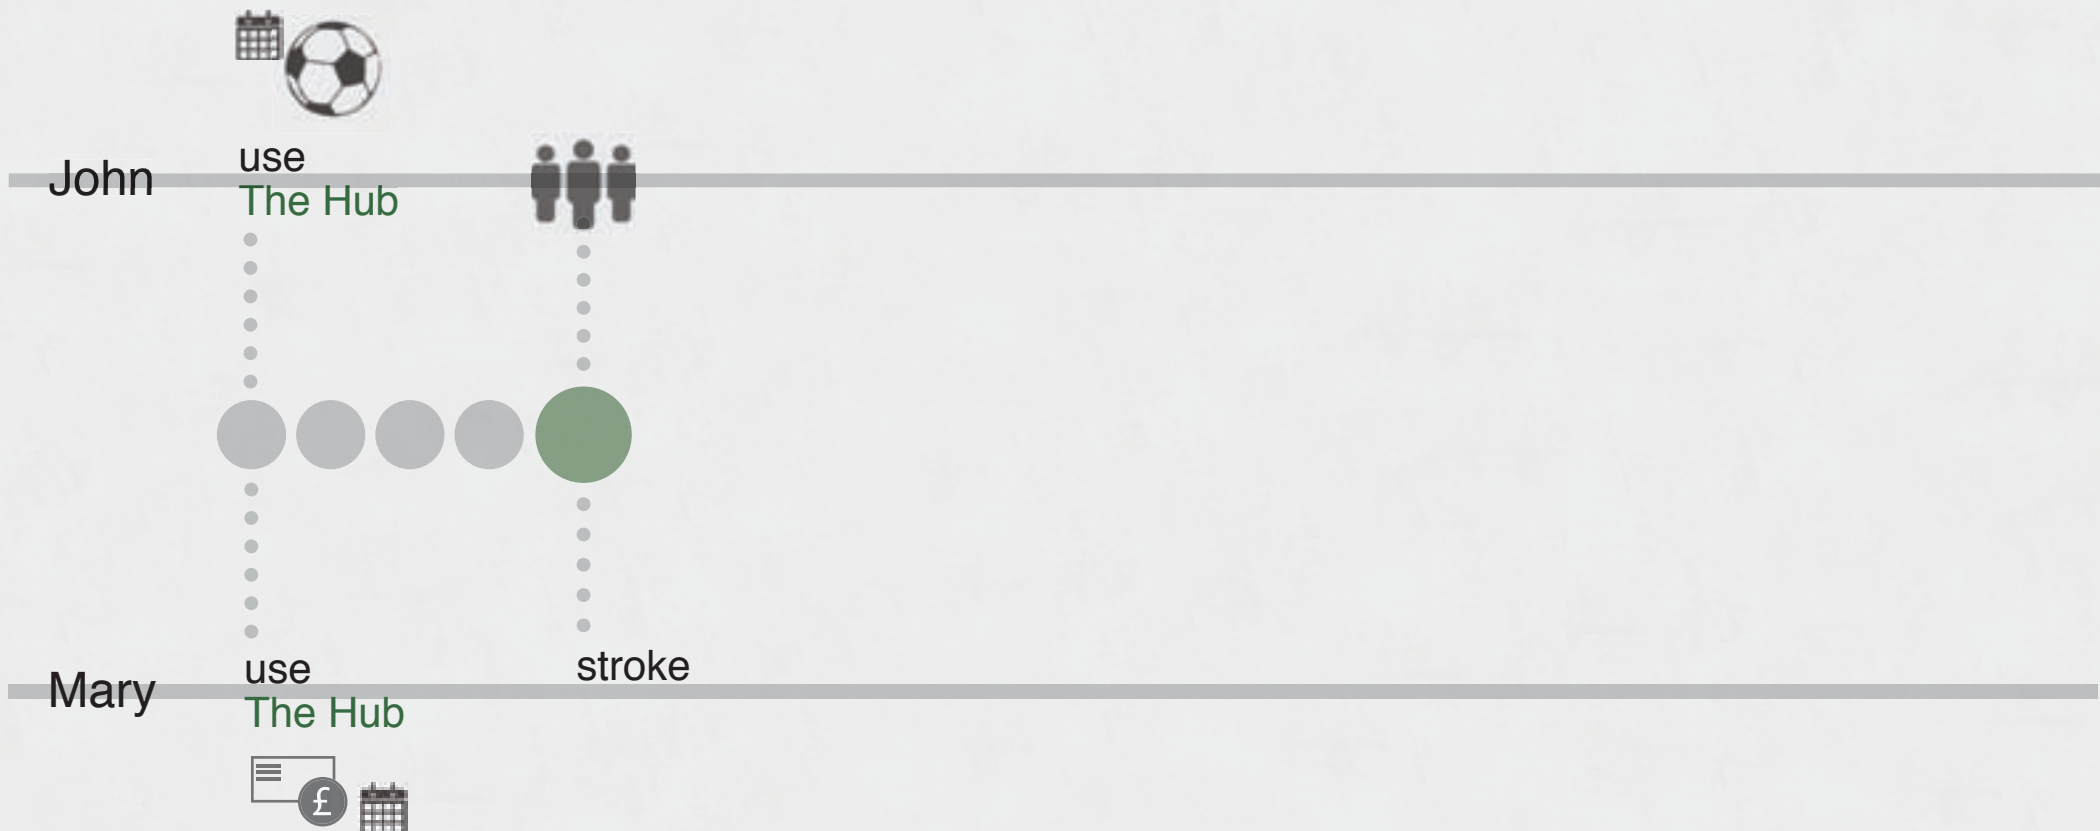 John
use
The Hub
stroke
Mary
use
The Hub
£